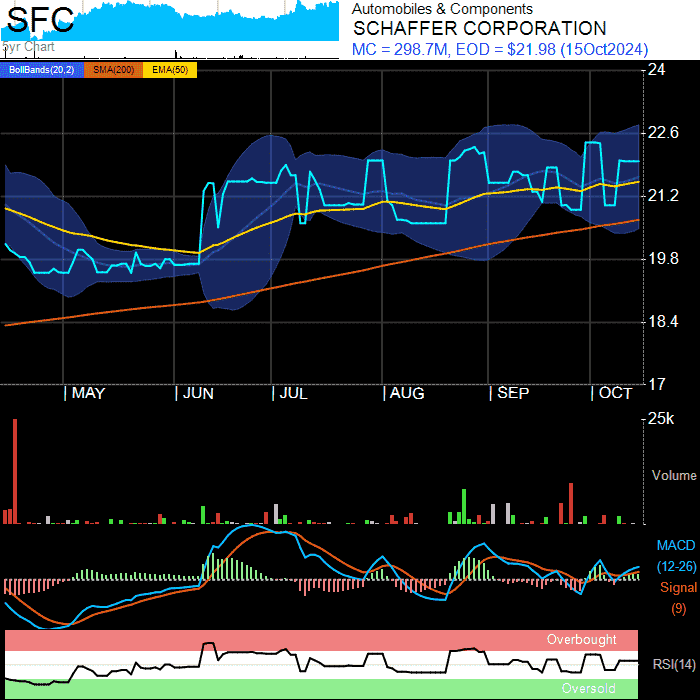 SFC
5yr Chart
Automobiles & Components
SCHAFFER CORPORATION
MC = 298.7M, EOD = $21.98 (15Oct2024)
BollBands(20,2) SMA(200) EMA(50)
24
22.6
21.2
19.8
18.4
17
MAY JUN JUL AUG SEP OCT
25k
Volume
MACD
(12-26)
Signal
(9)
Overbought
RSI(14)
Oversold